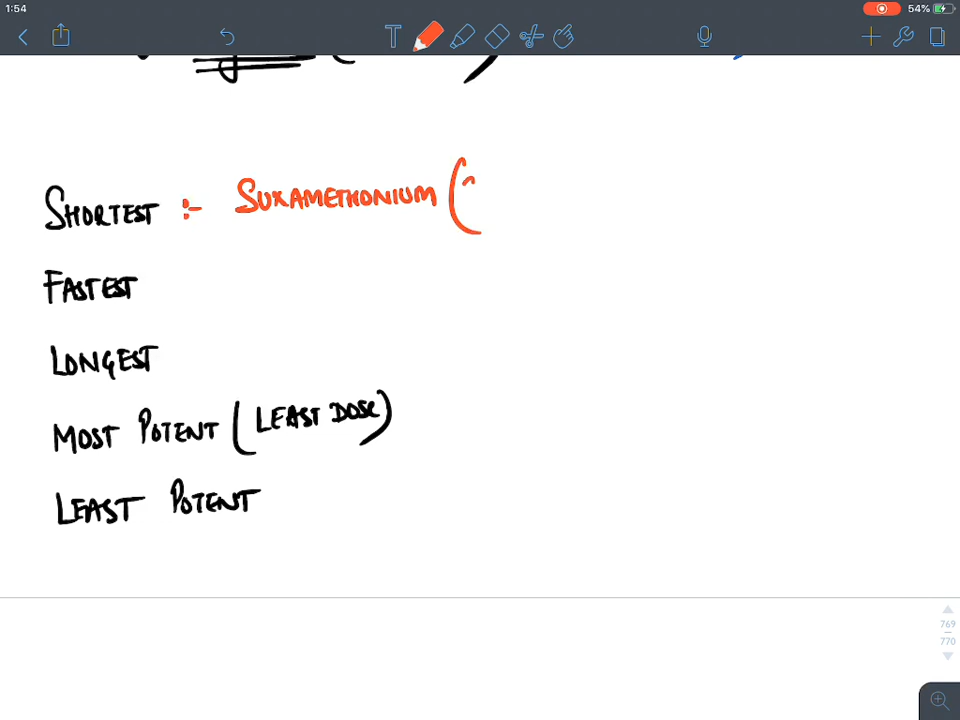 1:54
54%
T
SHORTEST :- SUXAMETHONIUM (
FASTEST
LONGEST
MOST POTENT (LEAST DOSE)
LEAST POTENT
769
770